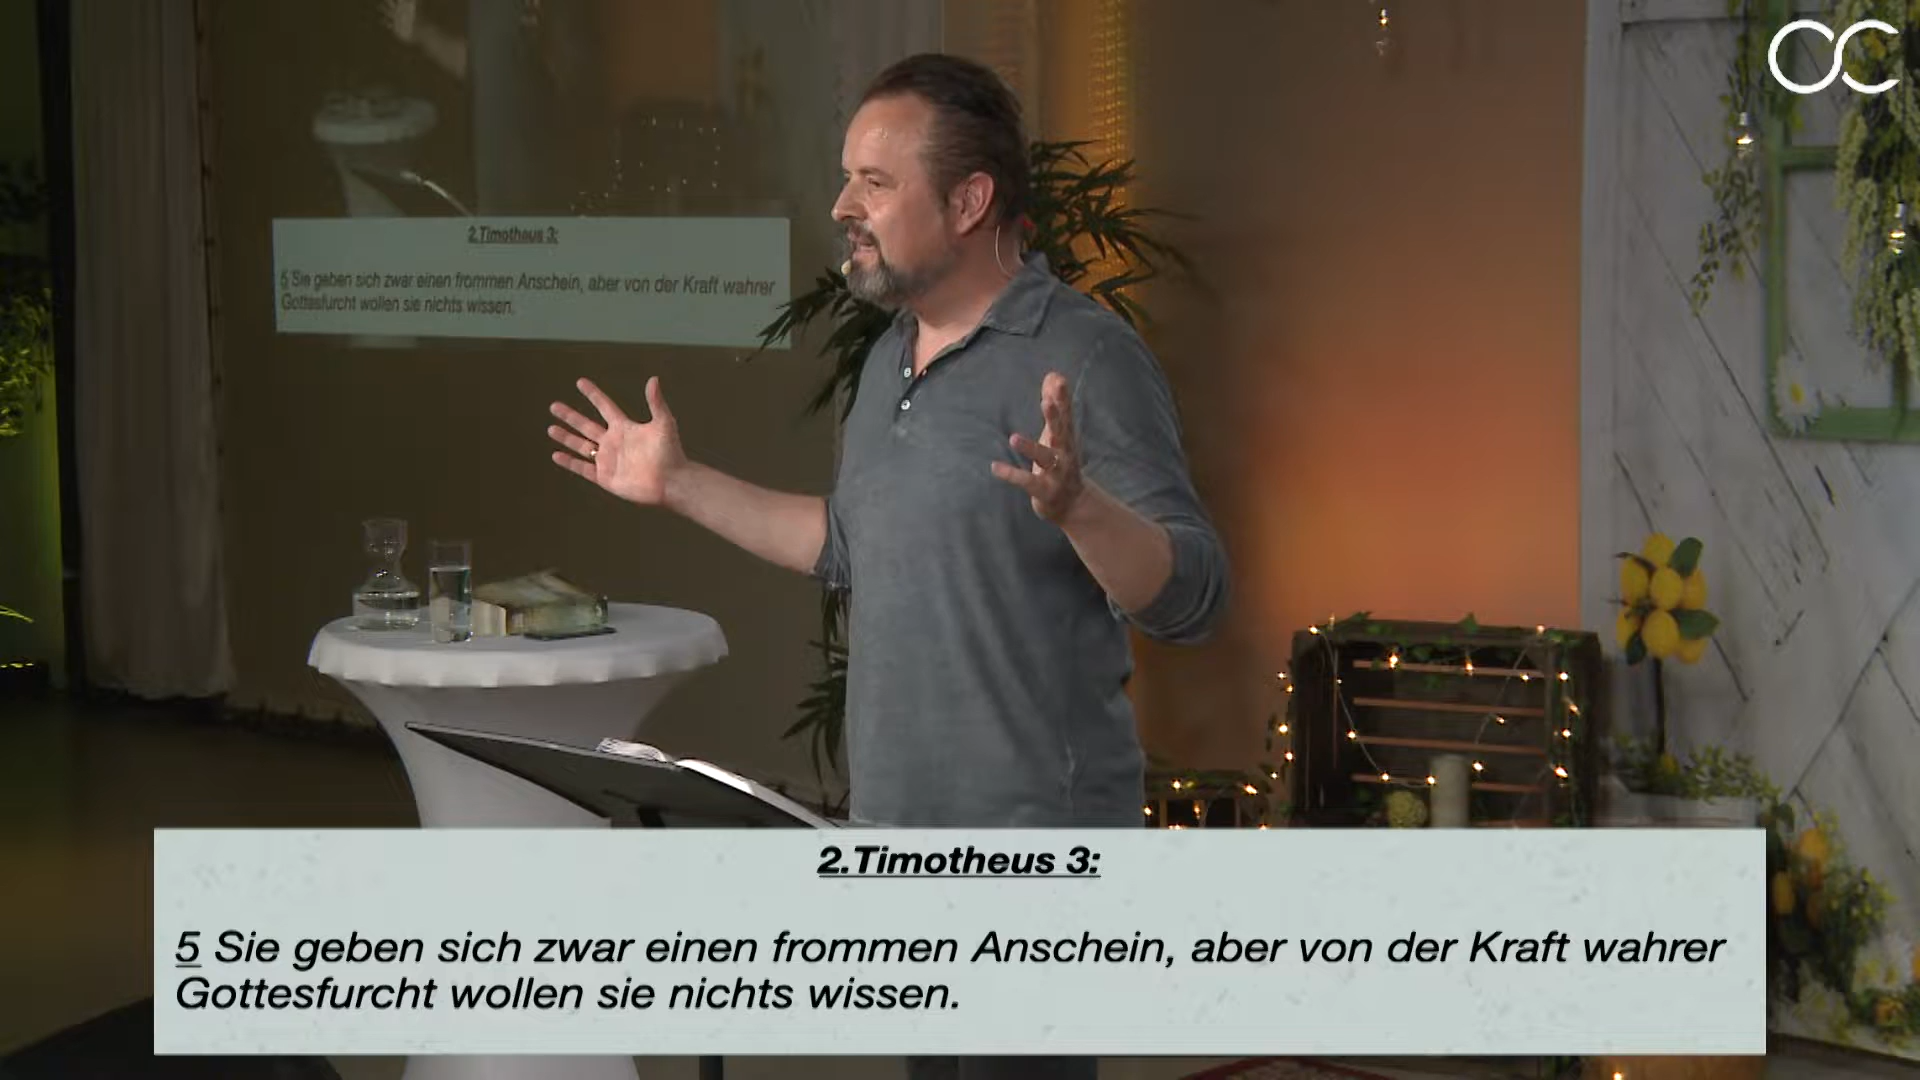 OC
2.Timotheus 3:
5 Sie geben sich zwar einen frommen Anschein, aber von der Kraft wahrer
Gottesfurcht wollen sie nichts wissen.
2.Timotheus 3:
5 Sie geben sich zwar einen frommen Anschein, aber von der Kraft wahrer
Gottesfurcht wollen sie nichts wissen.